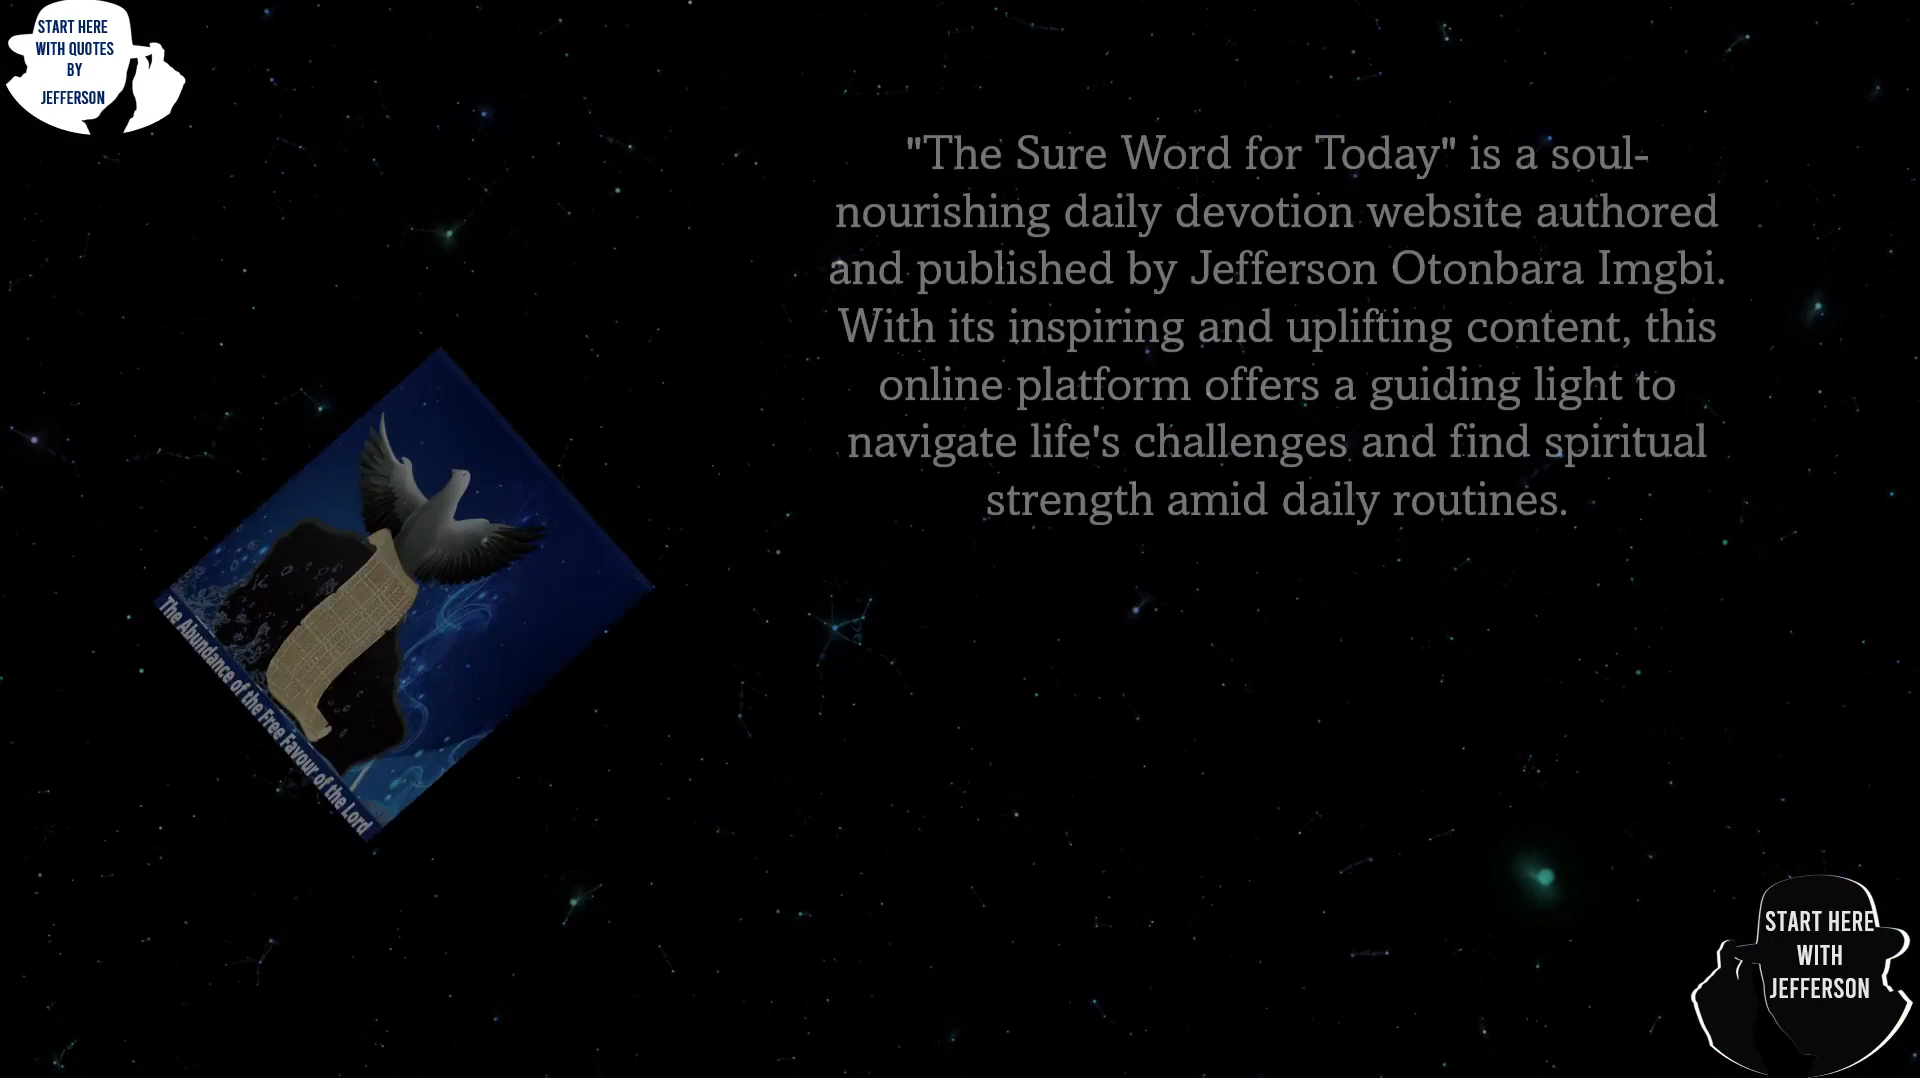 START HERE
WITH QUOTES
BY
JEFFERSON
"The Sure Word for Today" is a soul-
nourishing daily devotion website authored
and published by Jefferson Otonbara Imgbi.
With its inspiring and uplifting content, this
online platform offers a guiding light to
navigate life's challenges and find spiritual
strength amid daily routines.
The Abundance of the Free Favour of the Lord
START HERE
WITH
JEFFERSON